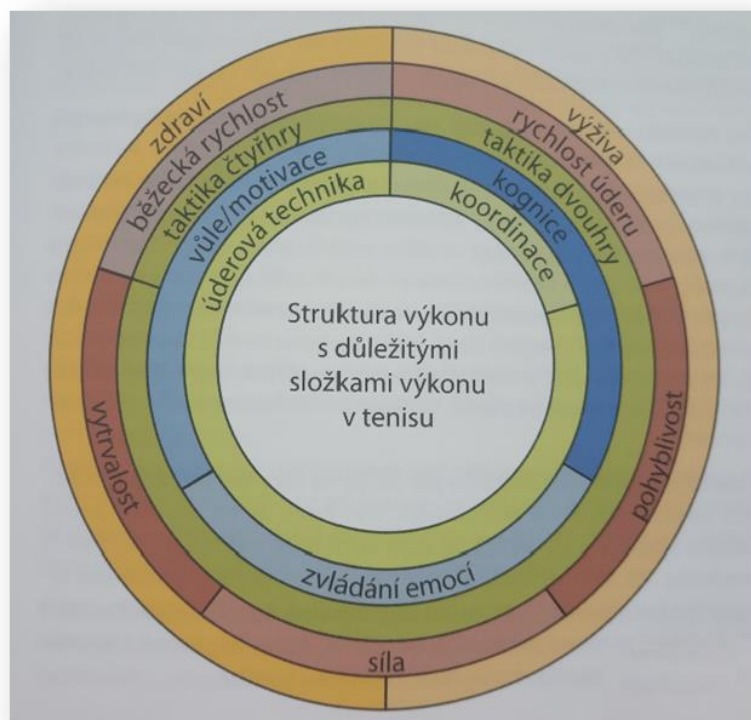 zdraví
výživa
běžecká rychlost
rychlost úderu
taktika čtyřhry
taktika dvouhry
vůle/motivace
kognice
úderová technika
koordinace
Struktura výkonu
s důležitými
složkami výkonu
v tenisu
vytrvalost
pohyblivost
zvládání emocí
síla